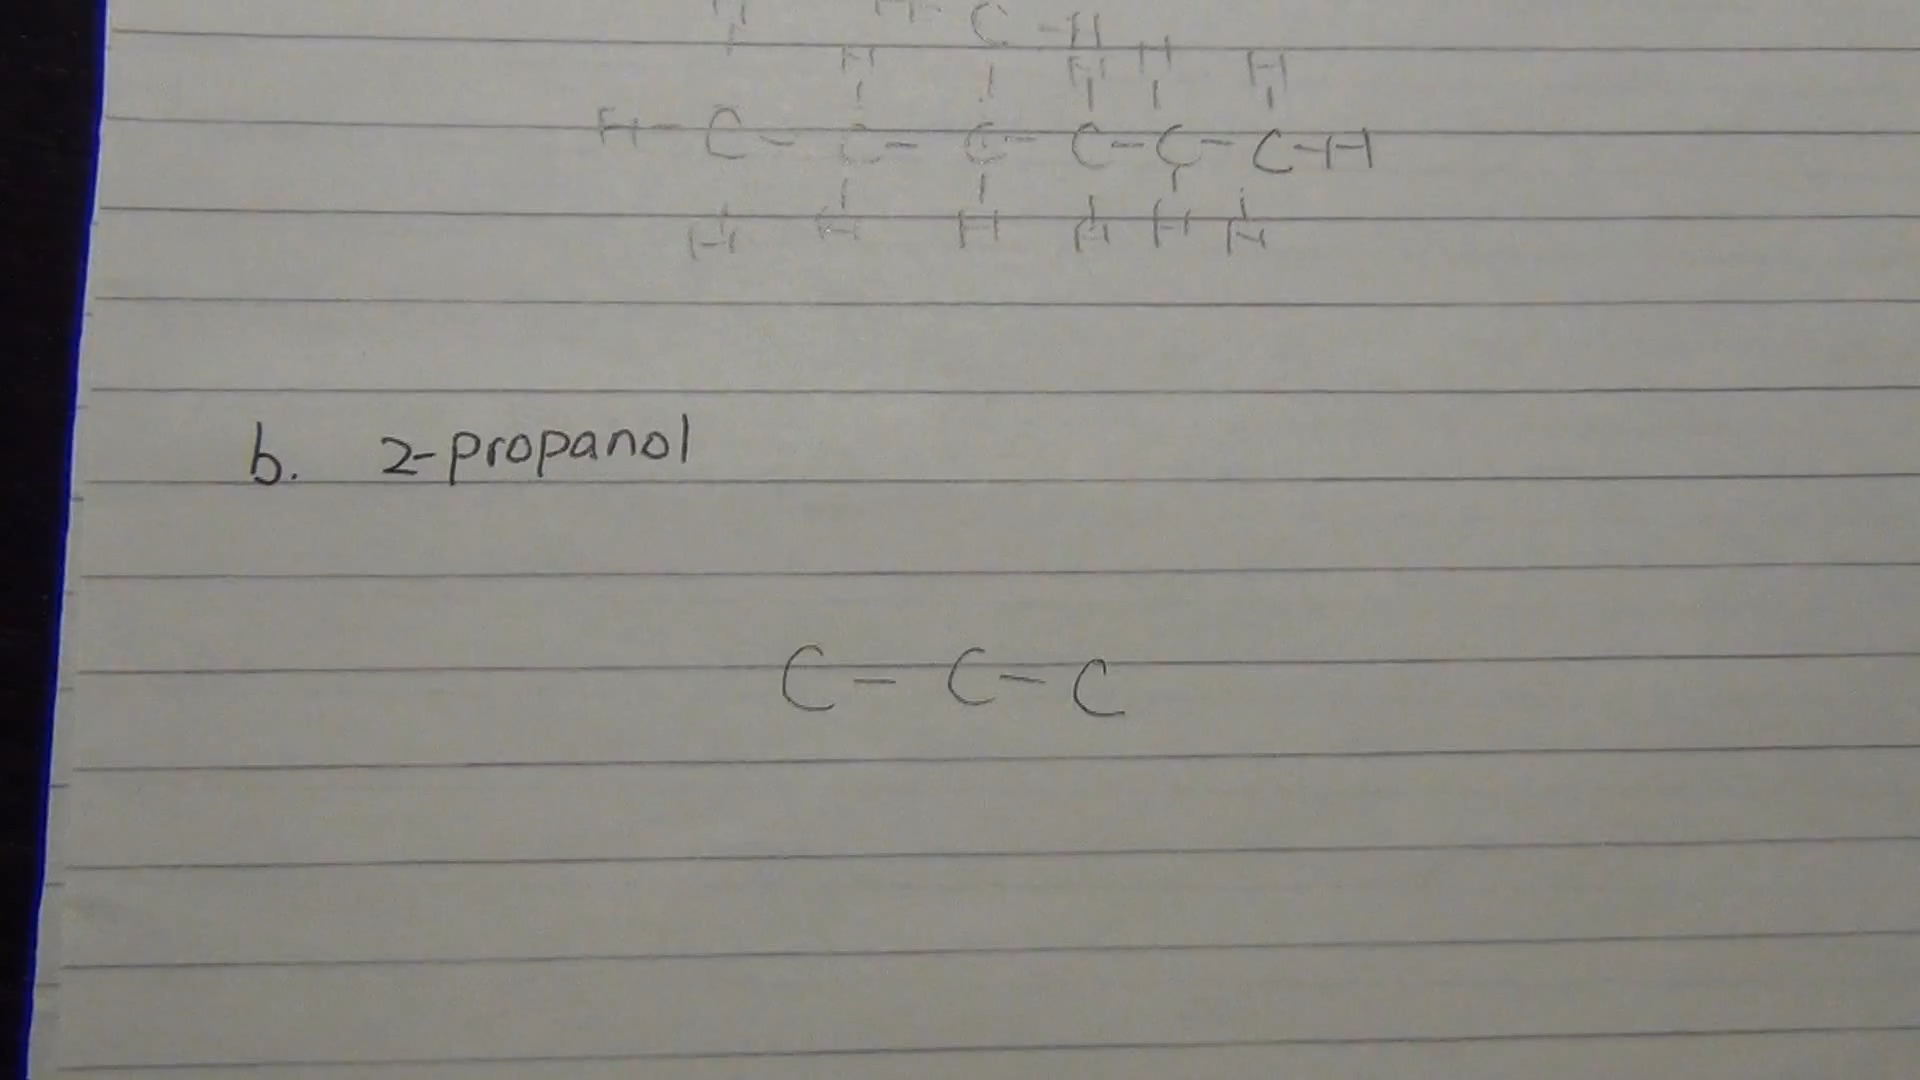 H H- C -H
H H H H
H- C - C - C - C - C - C-H
H H H H H H
b. 2-propanol
C - C - C